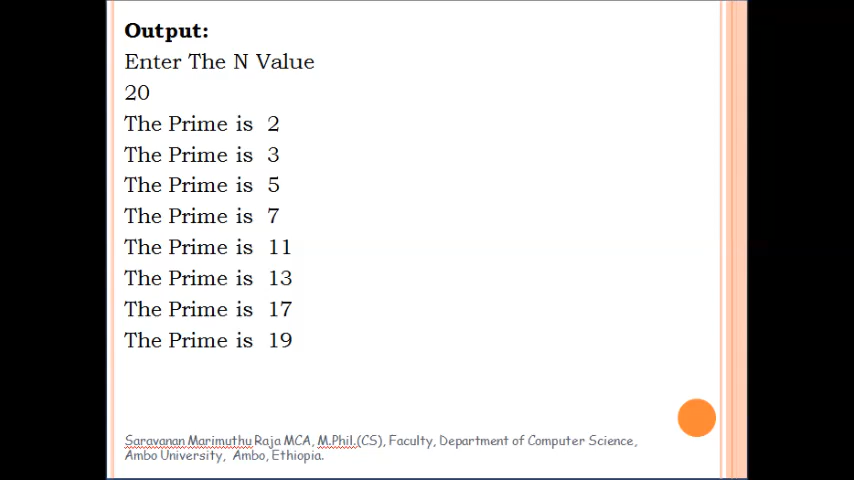 Output:
Enter The N Value
20
The Prime is 2
The Prime is 3
The Prime is 5
The Prime is 7
The Prime is 11
The Prime is 13
The Prime is 17
The Prime is 19
Saravanan Marimuthu Raja MCA, M.Phil.(CS), Faculty, Department of Computer Science,
Ambo University, Ambo, Ethiopia.